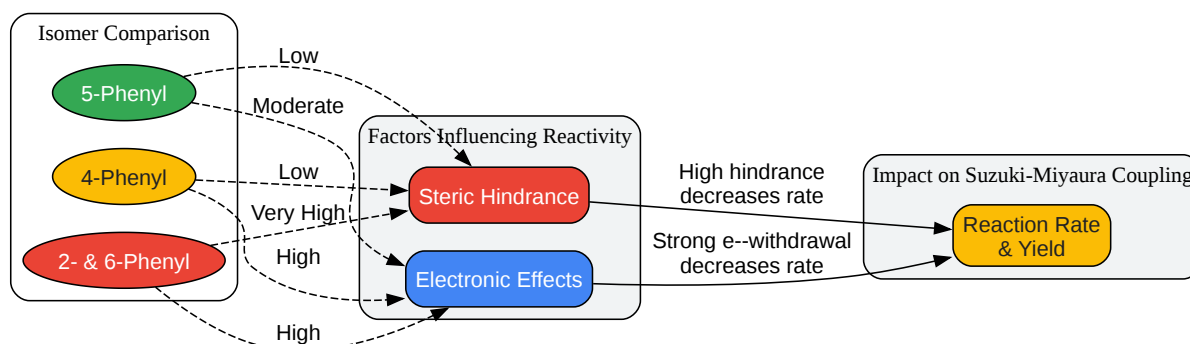 Isomer Comparison
5-Phenyl
4-Phenyl
2- & 6-Phenyl
Low
Moderate
Low
Very High
High
High
Factors Influencing Reactivity
Steric Hindrance
Electronic Effects
High hindrance
decreases rate
Strong e--withdrawal
decreases rate
Impact on Suzuki-Miyaura Coupling
Reaction Rate
& Yield